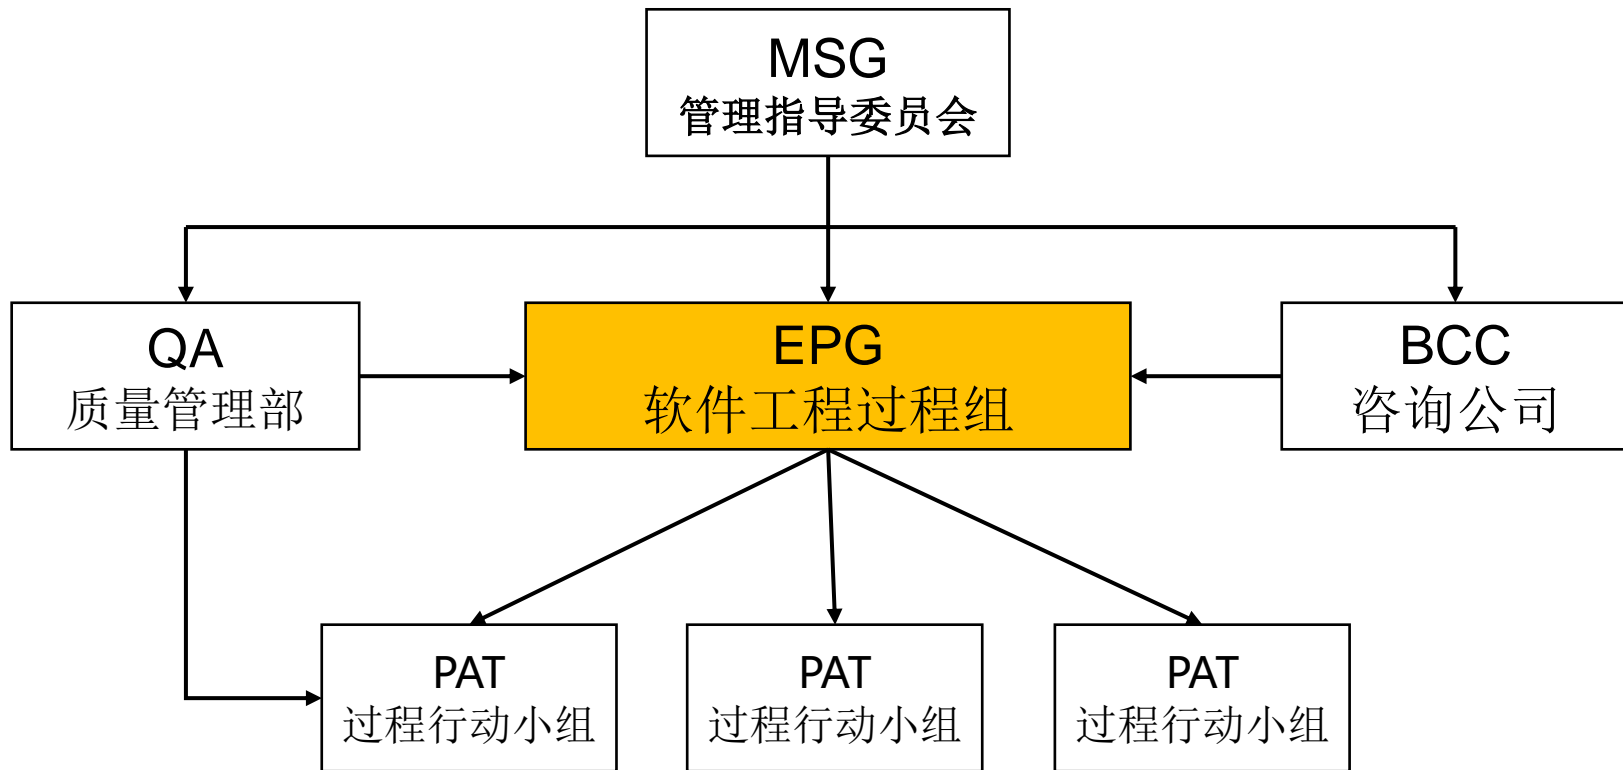 MSG
管理指导委员会
QA
质量管理部
EPG
软件工程过程组
BCC
咨询公司
PAT
过程行动小组
PAT
过程行动小组
PAT
过程行动小组